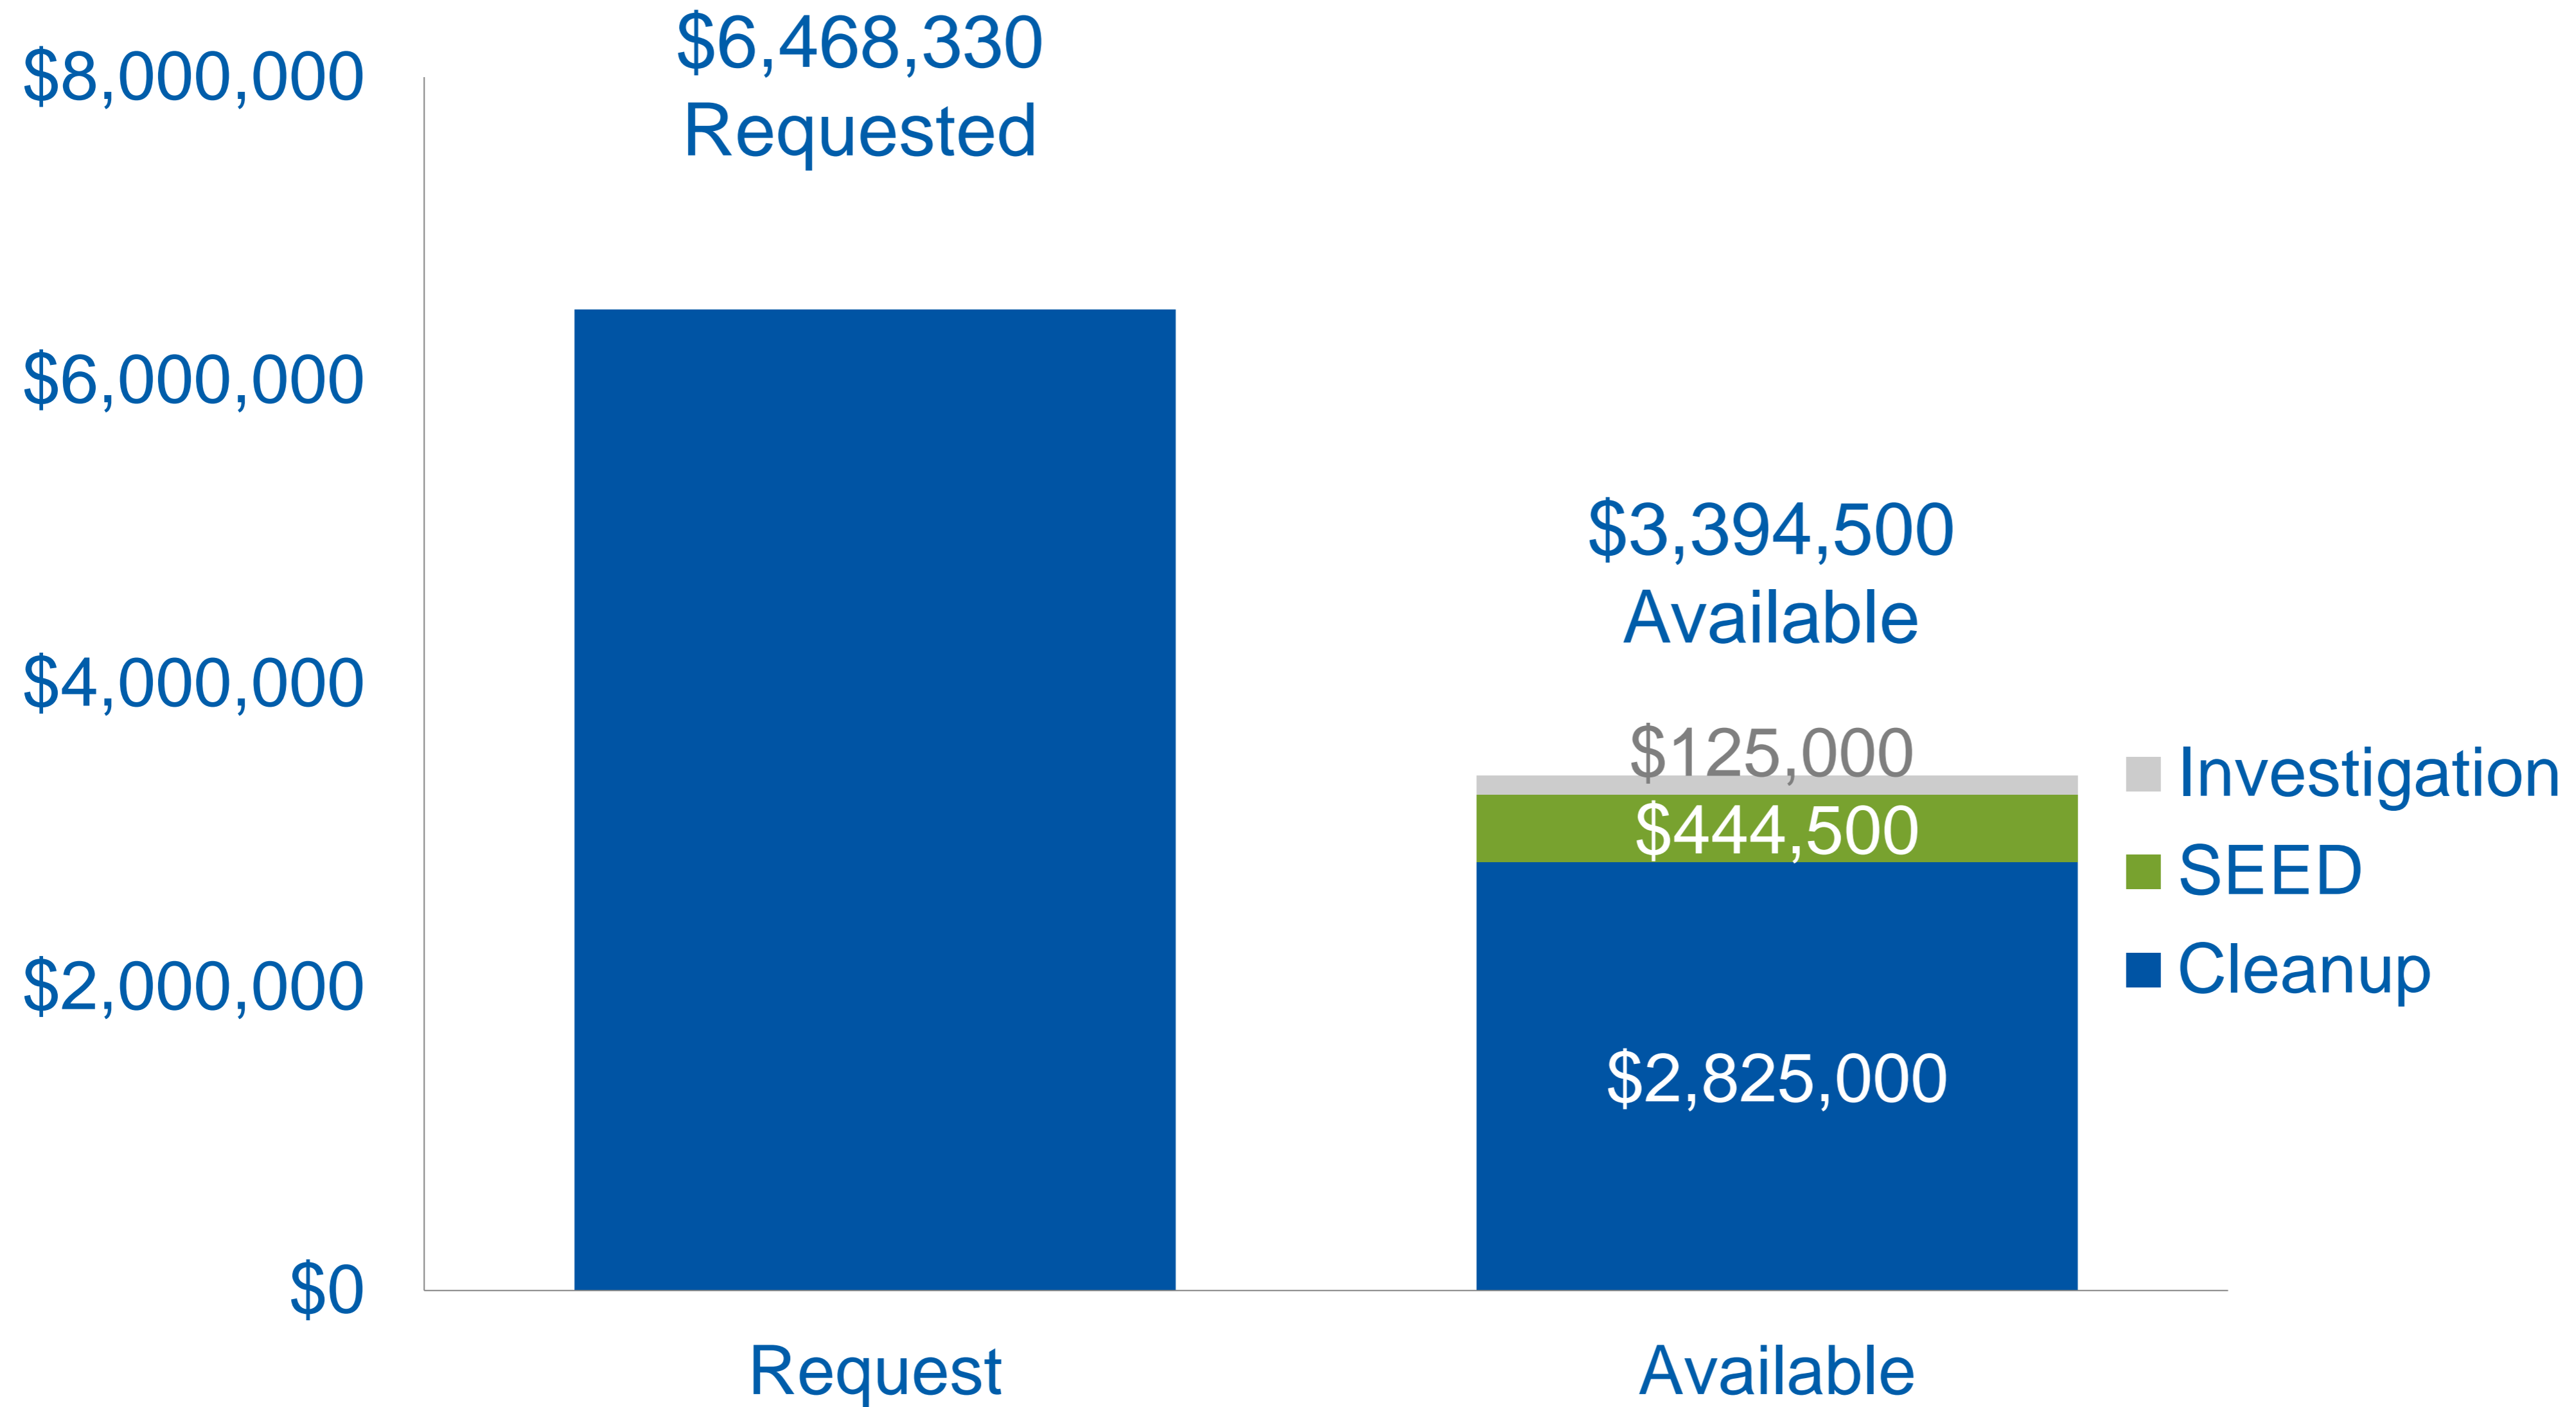 $6,468,330
Requested
$8,000,000
$6,000,000
$4,000,000
$2,000,000
$0
$3,394,500
Available
$125,000
$444,500
$2,825,000
Investigation
SEED
Cleanup
Request
Available